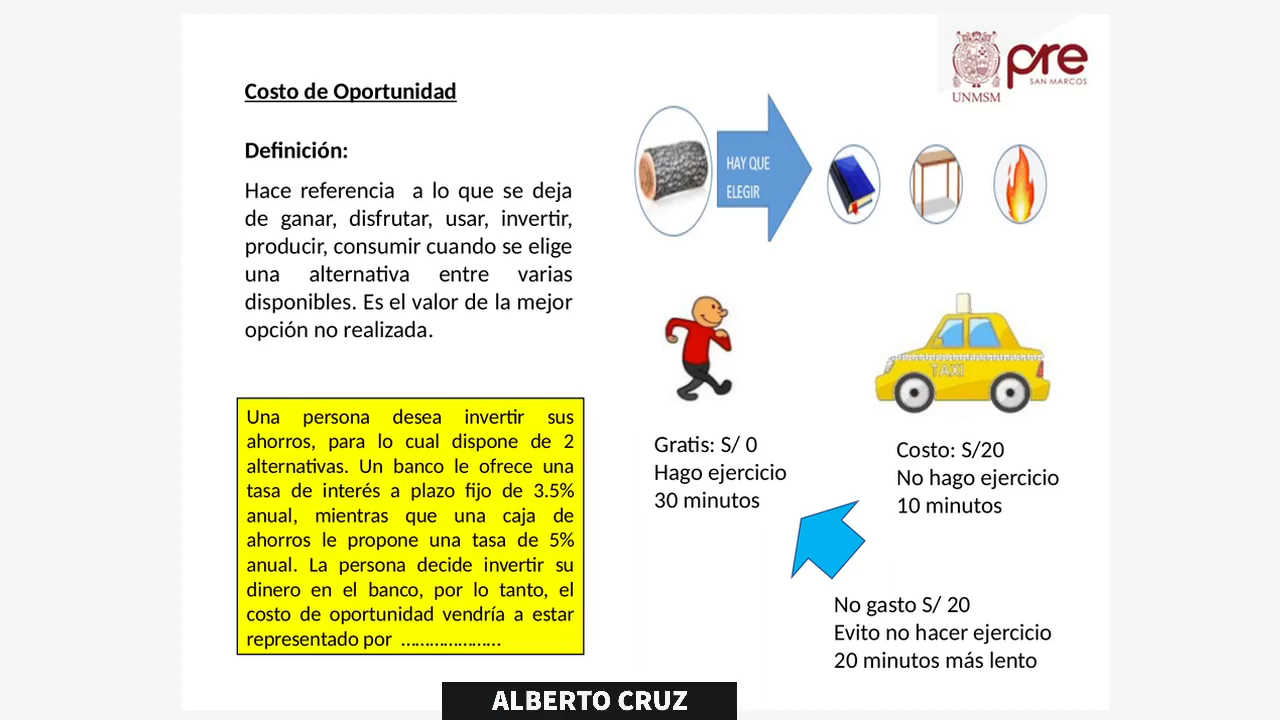 Costo de Oportunidad
Definición:
Hace referencia a lo que se deja
de ganar, disfrutar, usar, invertir,
producir, consumir cuando se elige
una alternativa entre varias
disponibles. Es el valor de la mejor
opción no realizada.
Una persona desea invertir sus
ahorros, para lo cual dispone de 2
alternativas. Un banco le ofrece una
tasa de interés a plazo fijo de 3.5%
anual, mientras que una caja de
ahorros le propone una tasa de 5%
anual. La persona decide invertir su
dinero en el banco, por lo tanto, el
costo de oportunidad vendría a estar
representado por …………………
UNMSM
pre
SAN MARCOS
HAY QUE
ELEGIR
TAXI
Gratis: S/ 0
Hago ejercicio
30 minutos
Costo: S/20
No hago ejercicio
10 minutos
No gasto S/ 20
Evito no hacer ejercicio
20 minutos más lento
ALBERTO CRUZ